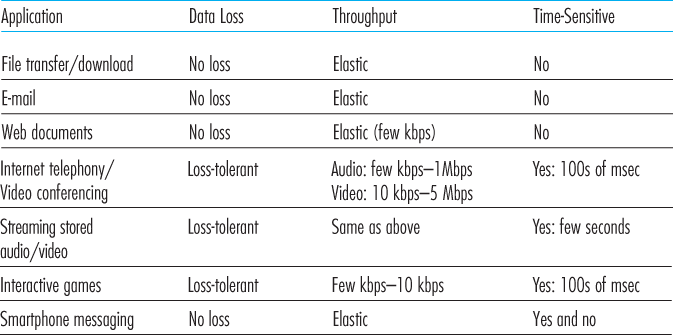 Application Data Loss Throughput Time-Sensitive
File transfer/download No loss Elastic No
E-mail No loss Elastic No
Web documents No loss Elastic (few kbps) No
Internet telephony/ Loss-tolerant Audio: few kbps–1Mbps Yes: 100s of msec
Video conferencing Video: 10 kbps–5 Mbps
Streaming stored Loss-tolerant Same as above Yes: few seconds
audio/video
Interactive games Loss-tolerant Few kbps–10 kbps Yes: 100s of msec
Smartphone messaging No loss Elastic Yes and no